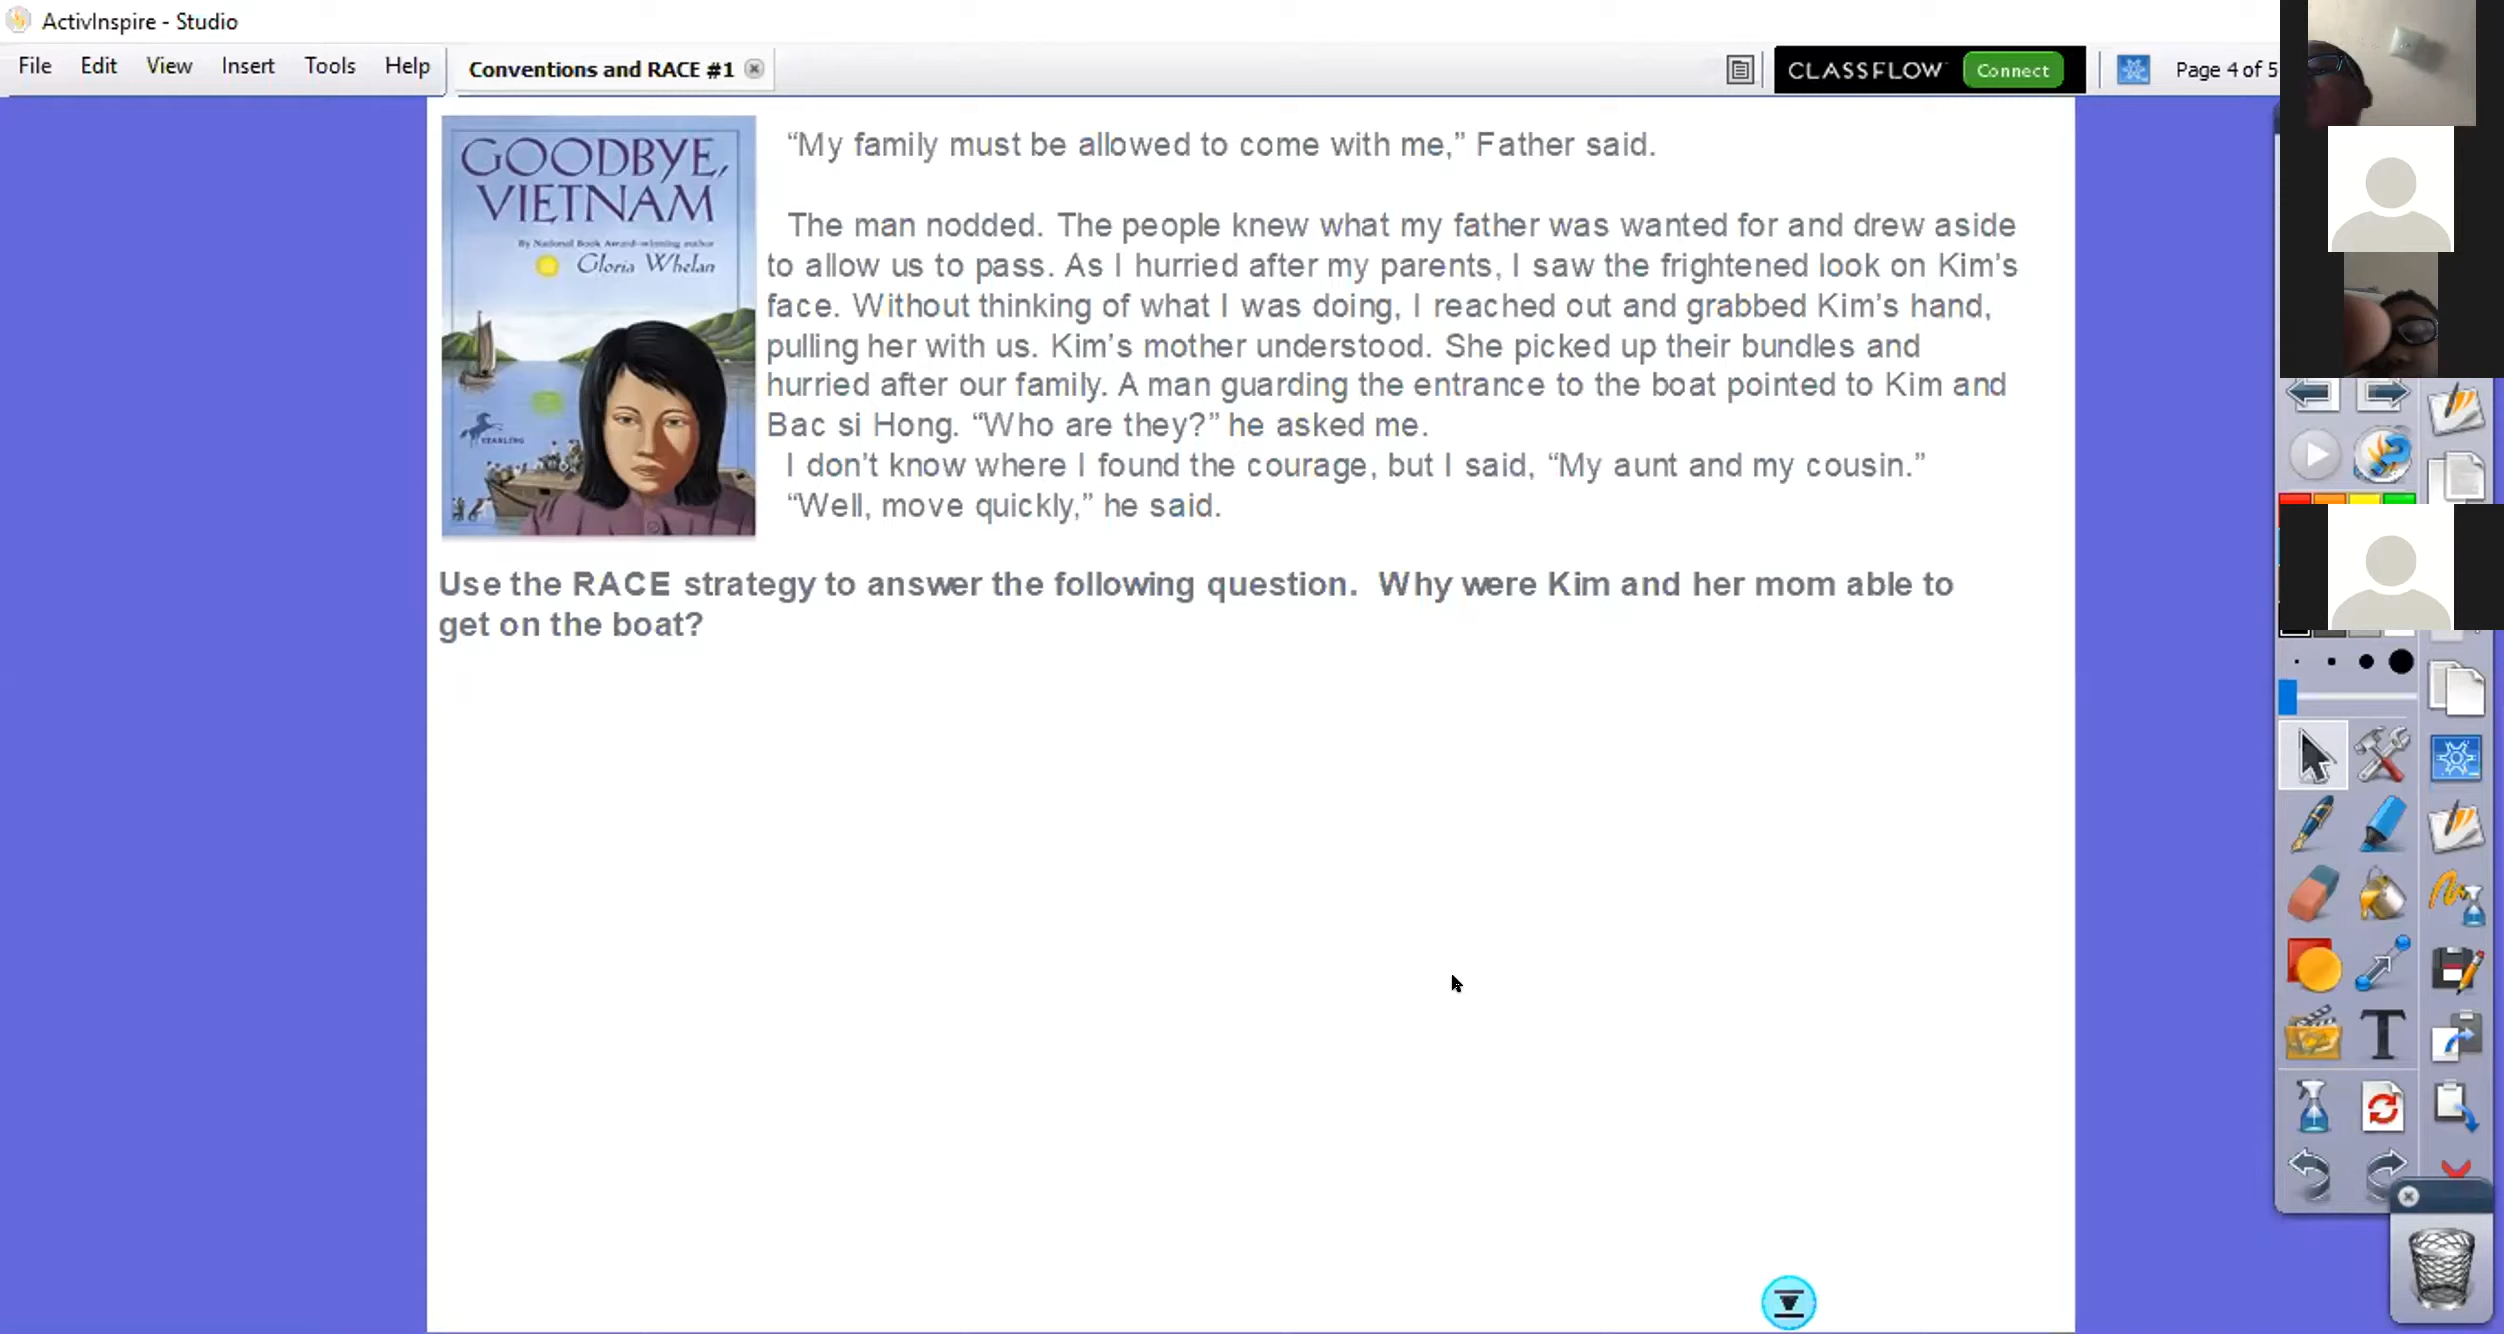 ActivInspire - Studio
File Edit View Insert Tools Help Conventions and RACE #1 CLASSFLOW Connect Page 4 of 5
GOODBYE,
VIETNAM
By National Book Award-winning author
Gloria Whelan
YEARLING
“My family must be allowed to come with me,” Father said.
The man nodded. The people knew what my father was wanted for and drew aside
to allow us to pass. As I hurried after my parents, I saw the frightened look on Kim’s
face. Without thinking of what I was doing, I reached out and grabbed Kim’s hand,
pulling her with us. Kim’s mother understood. She picked up their bundles and
hurried after our family. A man guarding the entrance to the boat pointed to Kim and
Bac si Hong. “Who are they?” he asked me.
I don’t know where I found the courage, but I said, “My aunt and my cousin.”
“Well, move quickly,” he said.
Use the RACE strategy to answer the following question. Why were Kim and her mom able to
get on the boat?
T